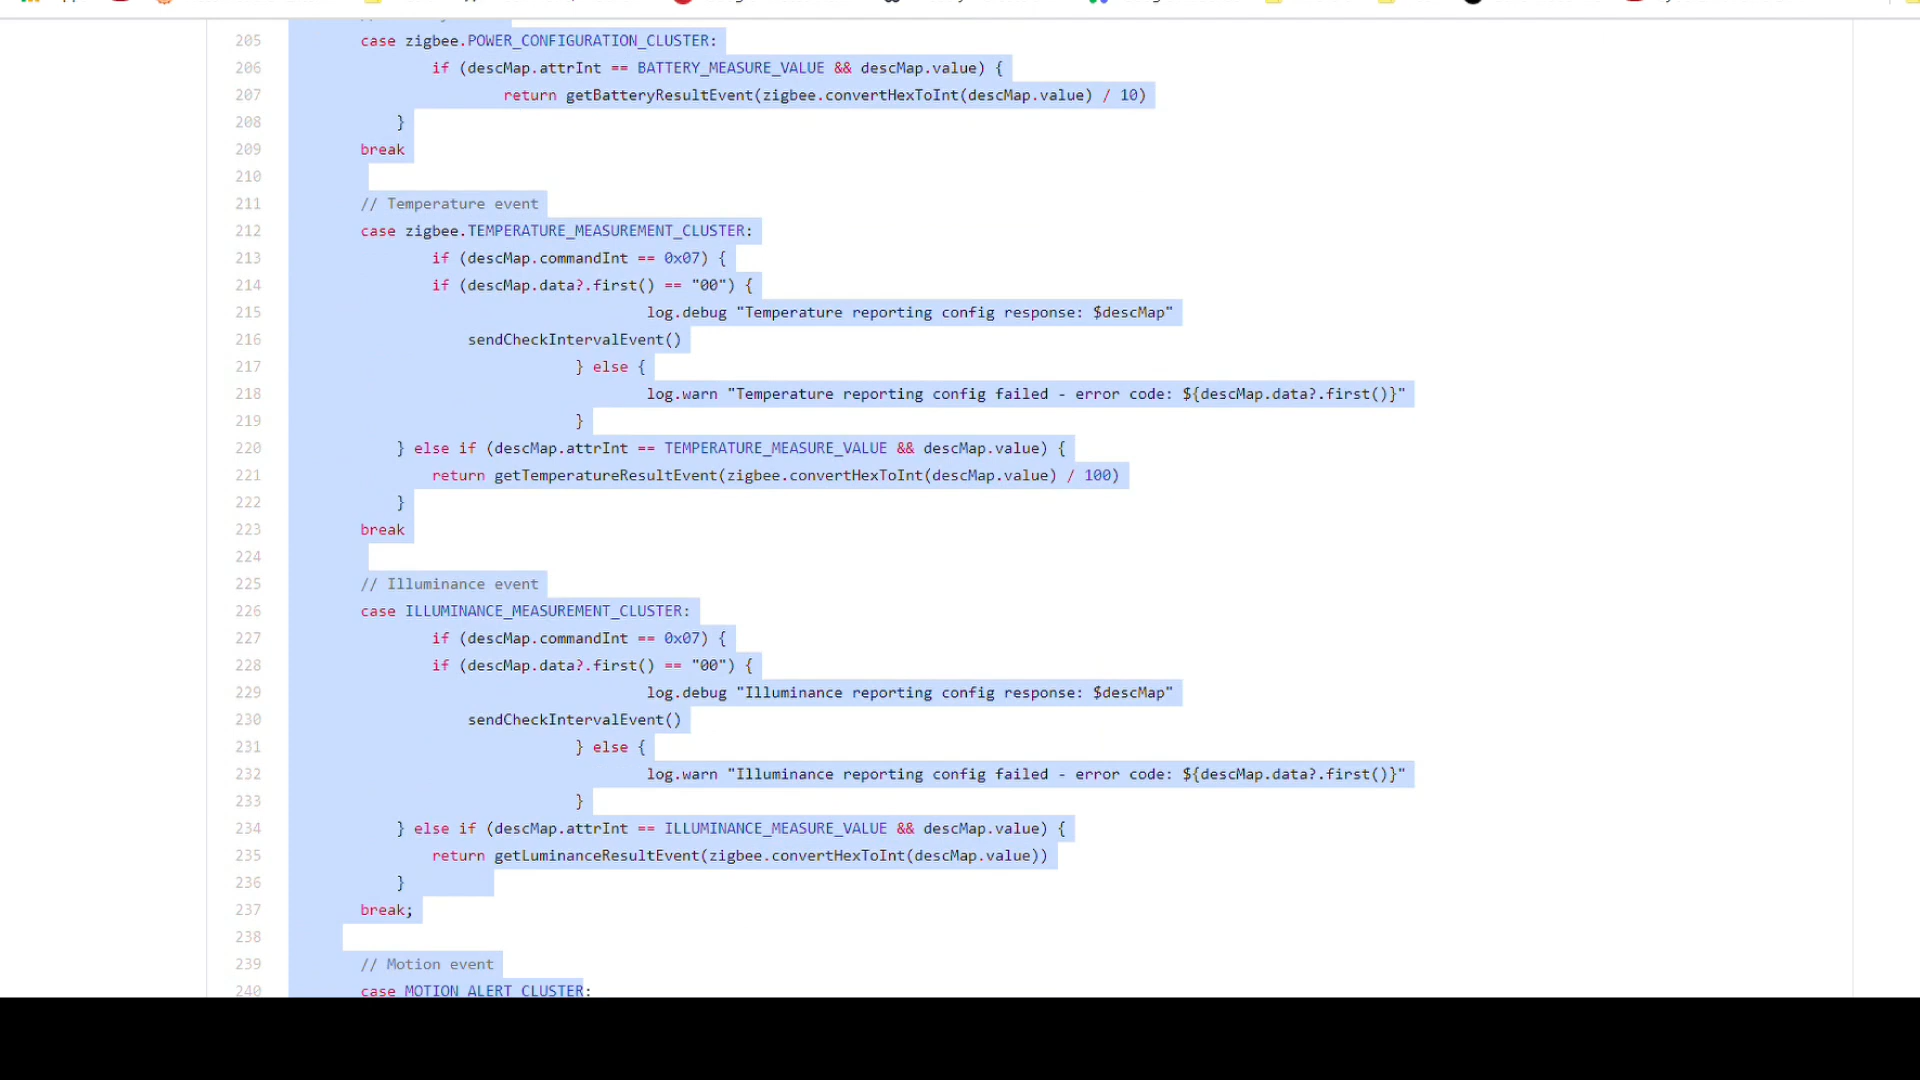 205 case zigbee.POWER_CONFIGURATION_CLUSTER:
206 if (descMap.attrInt == BATTERY_MEASURE_VALUE && descMap.value) {
207 return getBatteryResultEvent(zigbee.convertHexToInt(descMap.value) / 10)
208 }
209 break
210
211 // Temperature event
212 case zigbee.TEMPERATURE_MEASUREMENT_CLUSTER:
213 if (descMap.commandInt == 0x07) {
214 if (descMap.data?.first() == "00") {
215 log.debug "Temperature reporting config response: $descMap"
216 sendCheckIntervalEvent()
217 } else {
218 log.warn "Temperature reporting config failed - error code: ${descMap.data?.first()}"
219 }
220 } else if (descMap.attrInt == TEMPERATURE_MEASURE_VALUE && descMap.value) {
221 return getTemperatureResultEvent(zigbee.convertHexToInt(descMap.value) / 100)
222 }
223 break
224
225 // Illuminance event
226 case ILLUMINANCE_MEASUREMENT_CLUSTER:
227 if (descMap.commandInt == 0x07) {
228 if (descMap.data?.first() == "00") {
229 log.debug "Illuminance reporting config response: $descMap"
230 sendCheckIntervalEvent()
231 } else {
232 log.warn "Illuminance reporting config failed - error code: ${descMap.data?.first()}"
233 }
234 } else if (descMap.attrInt == ILLUMINANCE_MEASURE_VALUE && descMap.value) {
235 return getLuminanceResultEvent(zigbee.convertHexToInt(descMap.value))
236 }
237 break;
238
239 // Motion event
240 case MOTION_ALERT_CLUSTER: